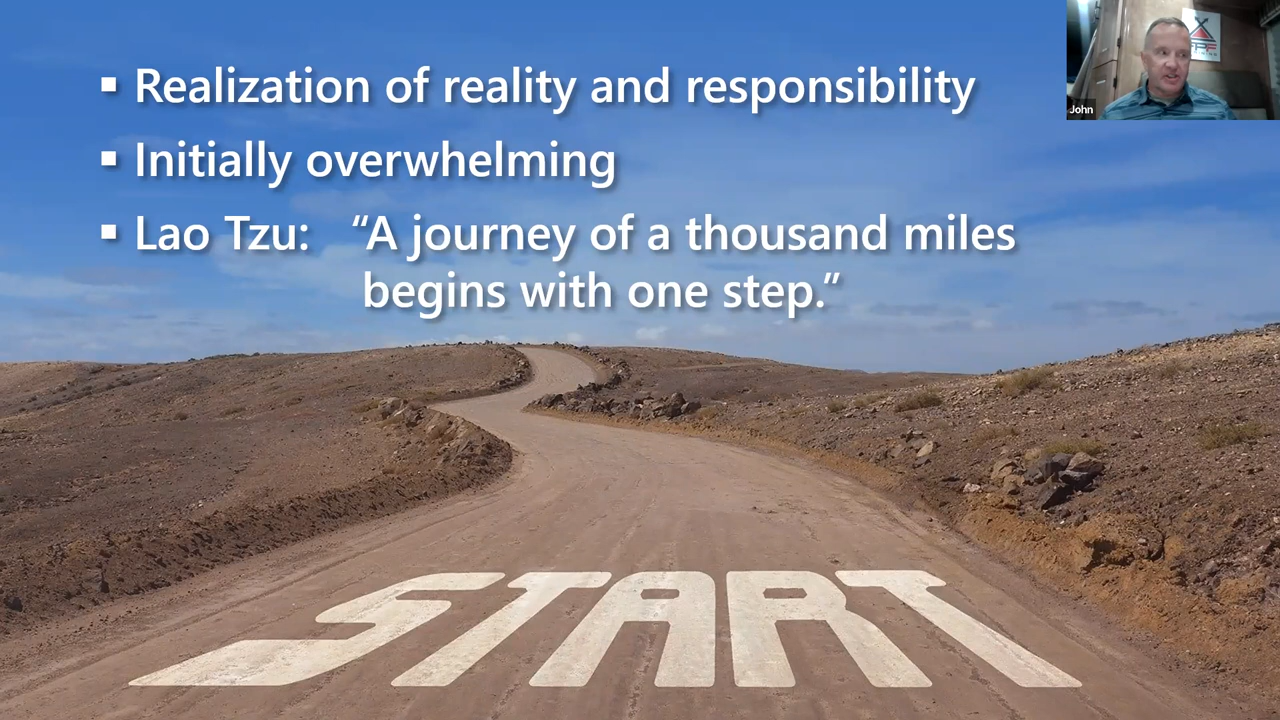 ▪ Realization of reality and responsibility
▪ Initially overwhelming
▪ Lao Tzu: “A journey of a thousand miles
begins with one step.”
John
START